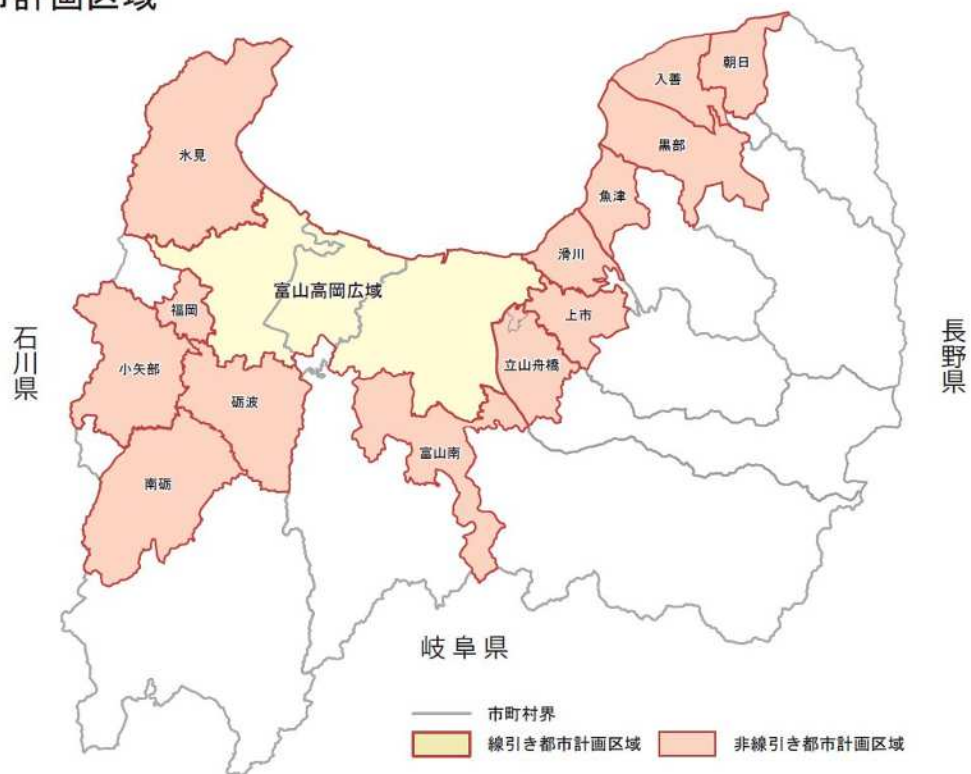 市計画区域
朝日
入善
黒部
氷見
魚津
滑川
富山高岡広域
福岡
上市
石川県
長野県
小矢部
立山舟橋
砺波
富山南
南砺
岐阜県
市町村界
線引き都市計画区域
非線引き都市計画区域